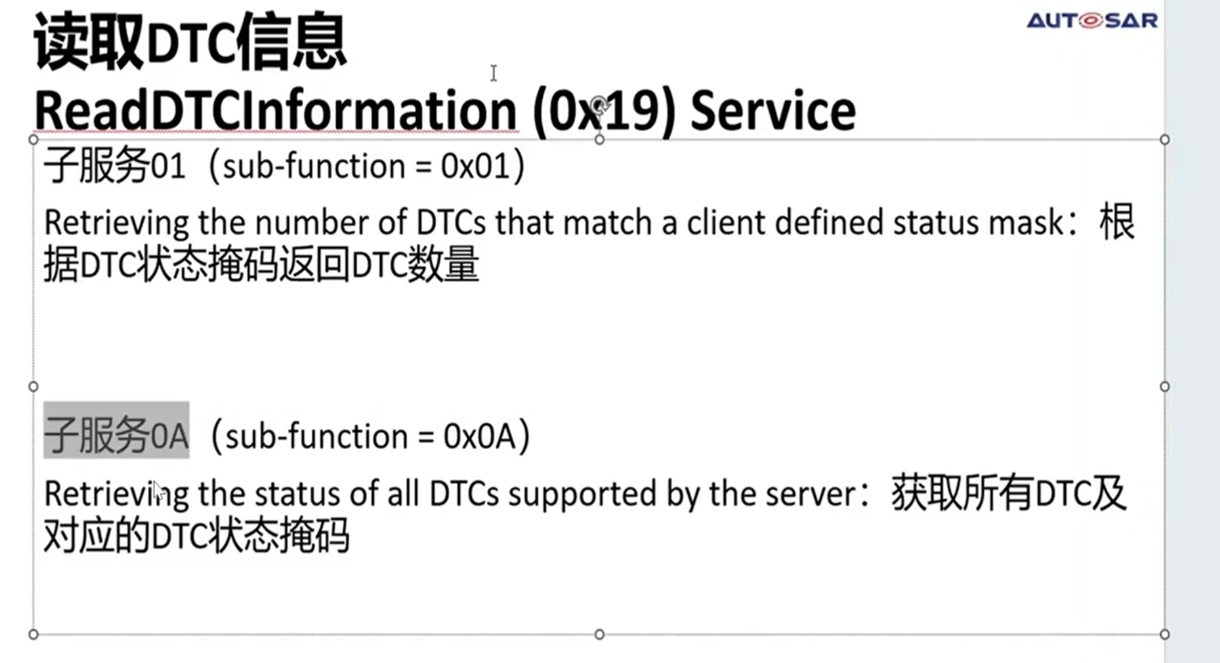 AUTOSAR
读取DTC信息
ReadDTCInformation (0x19) Service
子服务01（sub-function = 0x01）
Retrieving the number of DTCs that match a client defined status mask：根
据DTC状态掩码返回DTC数量
子服务0A（sub-function = 0x0A）
Retrieving the status of all DTCs supported by the server：获取所有DTC及
对应的DTC状态掩码